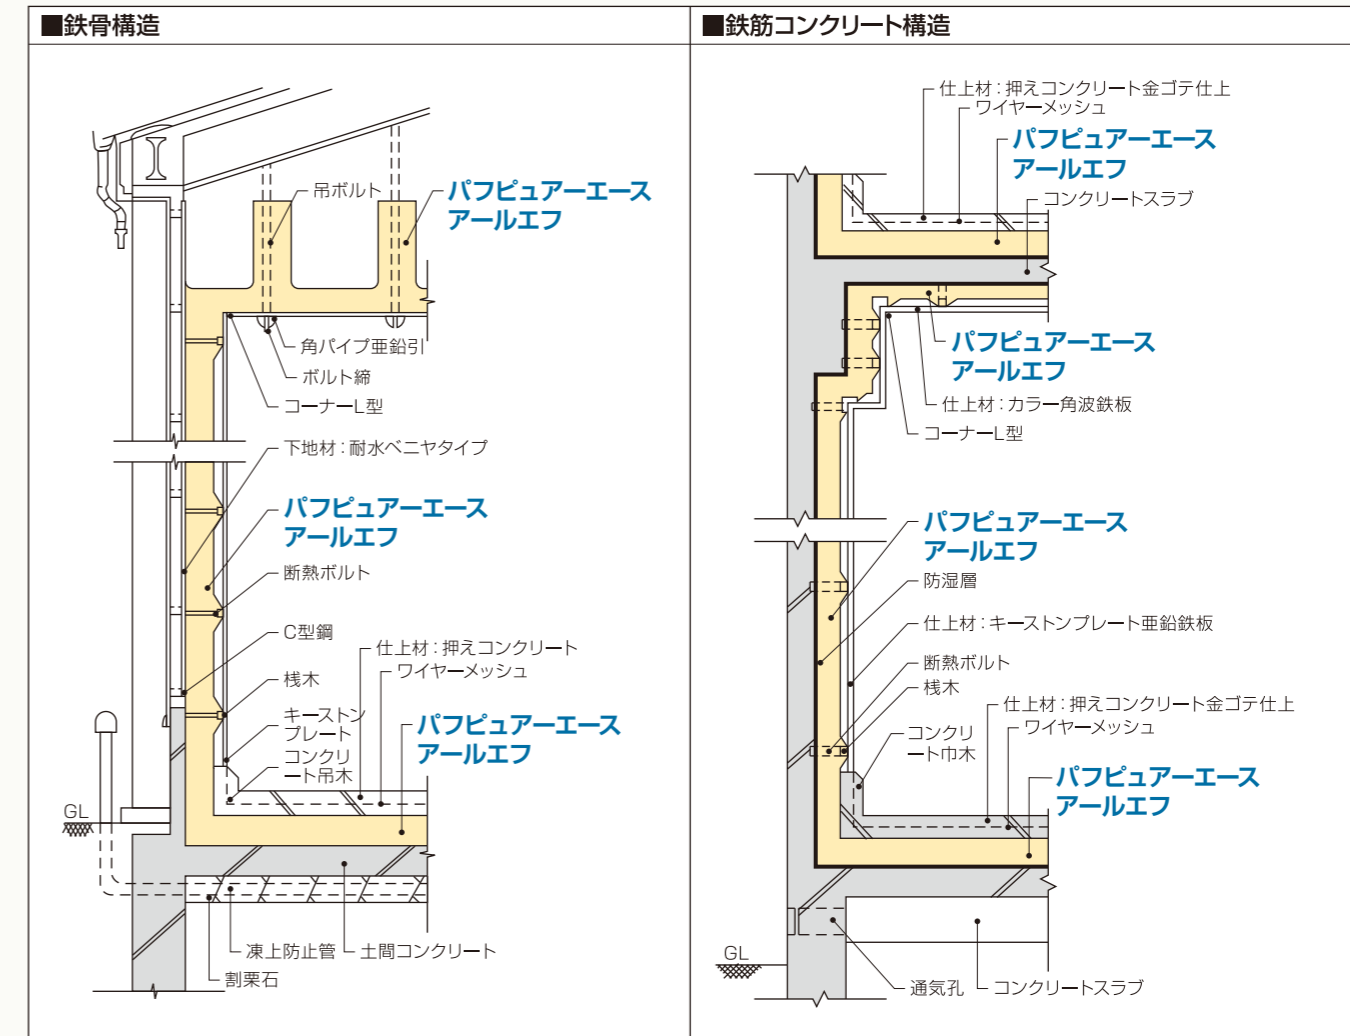 ■鉄骨構造
吊ボルト
パフピュアーエース
アールエフ
角パイプ亜鉛引
ボルト締
コーナーL型
下地材：耐水ベニヤタイプ
パフピュアーエース
アールエフ
断熱ボルト
C型鋼
仕上材：押えコンクリート
ワイヤーメッシュ
桟木
キーストン
プレート
パフピュアーエース
アールエフ
コンクリ
ート吊木
GL
凍上防止管
土間コンクリート
割栗石
■鉄筋コンクリート構造
仕上材：押えコンクリート金ゴテ仕上
ワイヤーメッシュ
パフピュアーエース
アールエフ
コンクリートスラブ
パフピュアーエース
アールエフ
仕上材：カラー角波鉄板
コーナーL型
パフピュアーエース
アールエフ
防湿層
仕上材：キーストンプレート亜鉛鉄板
断熱ボルト
桟木
仕上材：押えコンクリート金ゴテ仕上
ワイヤーメッシュ
コンクリ
ート巾木
パフピュアーエース
アールエフ
GL
通気孔
コンクリートスラブ